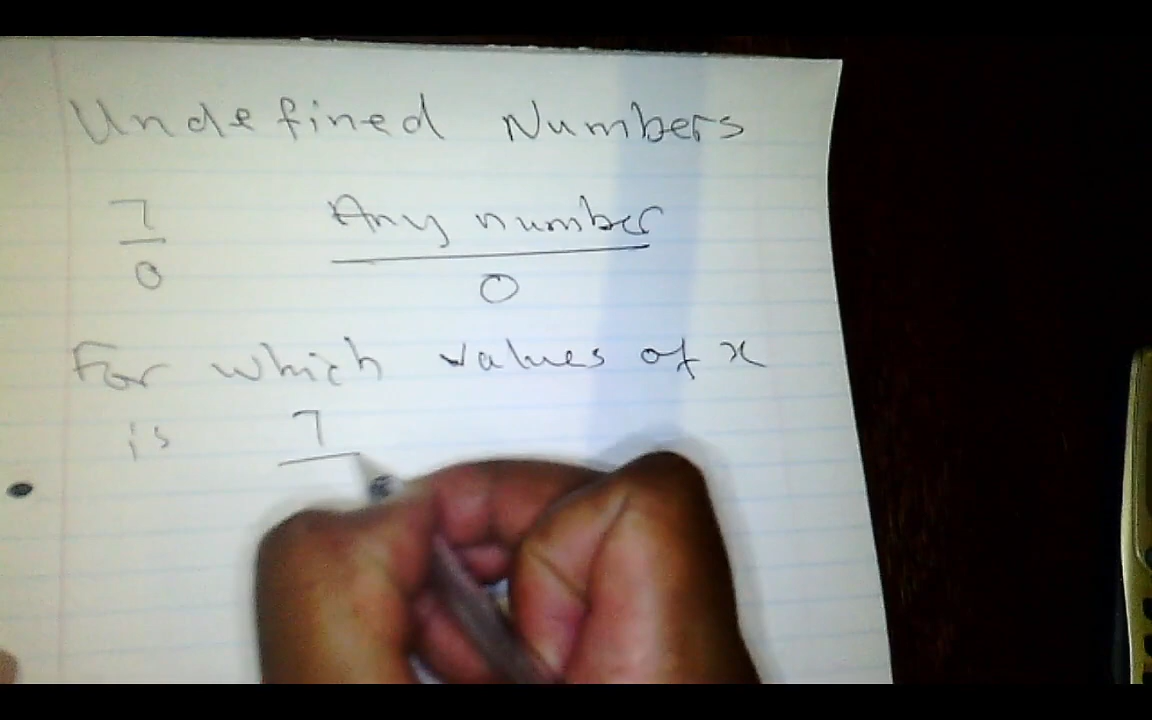 Undefined Numbers
7/0 Any number/0
For which values of x
is 7